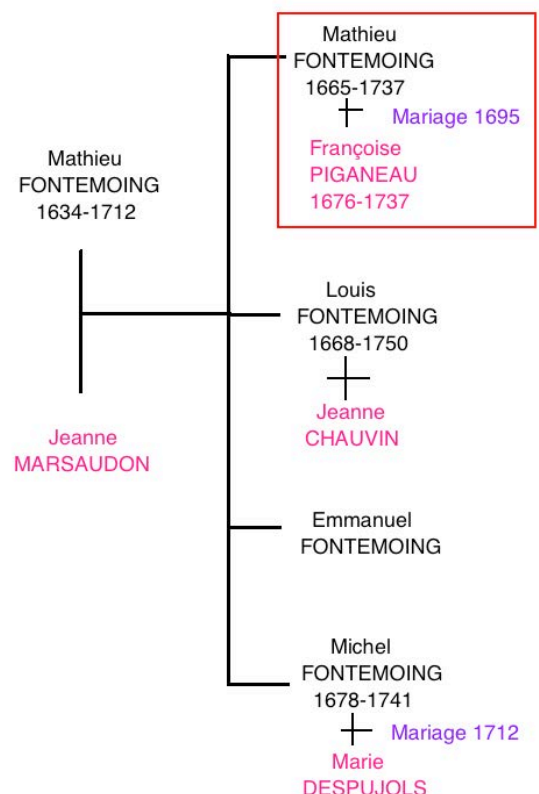 Mathieu
FONTEMOING
1634-1712
Jeanne
MARSAUDON
Mathieu
FONTEMOING
1665-1737
Mariage 1695
Françoise
PIGANEAU
1676-1737
Louis
FONTEMOING
1668-1750
Jeanne
CHAUVIN
Emmanuel
FONTEMOING
Michel
FONTEMOING
1678-1741
Mariage 1712
Marie
DESPUJOLS